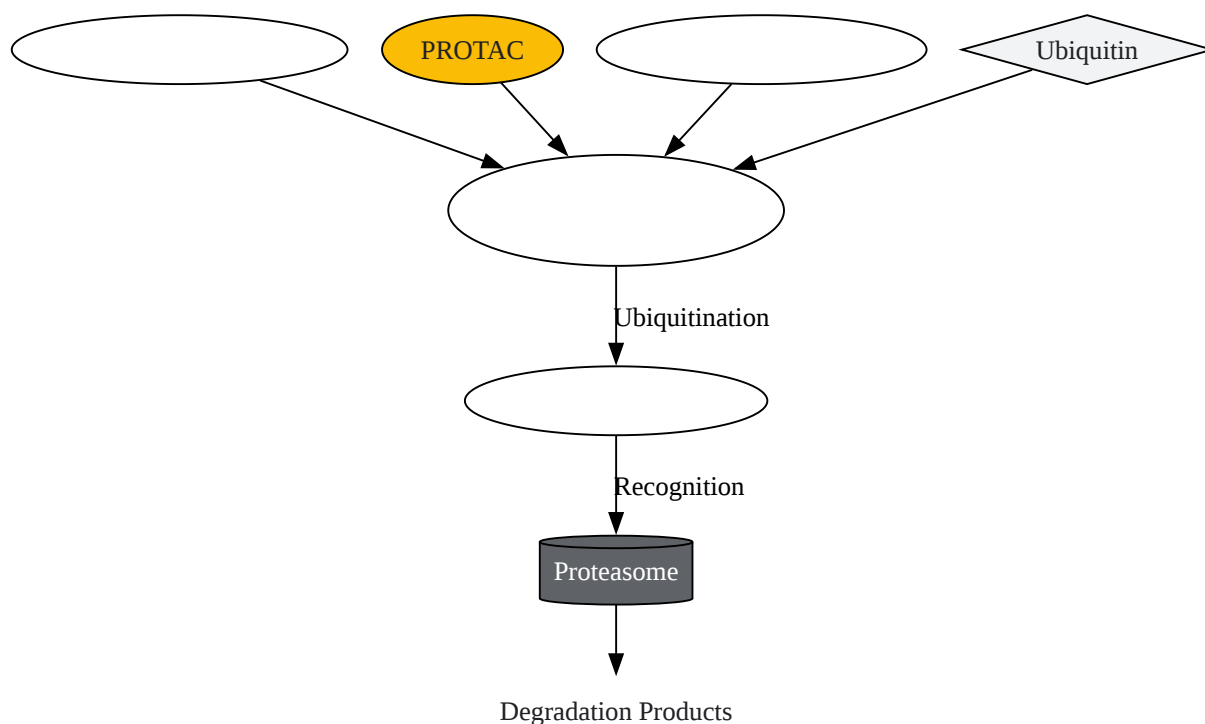 PROTAC
Ubiquitin
Ubiquitination
Recognition
Proteasome
Degradation Products